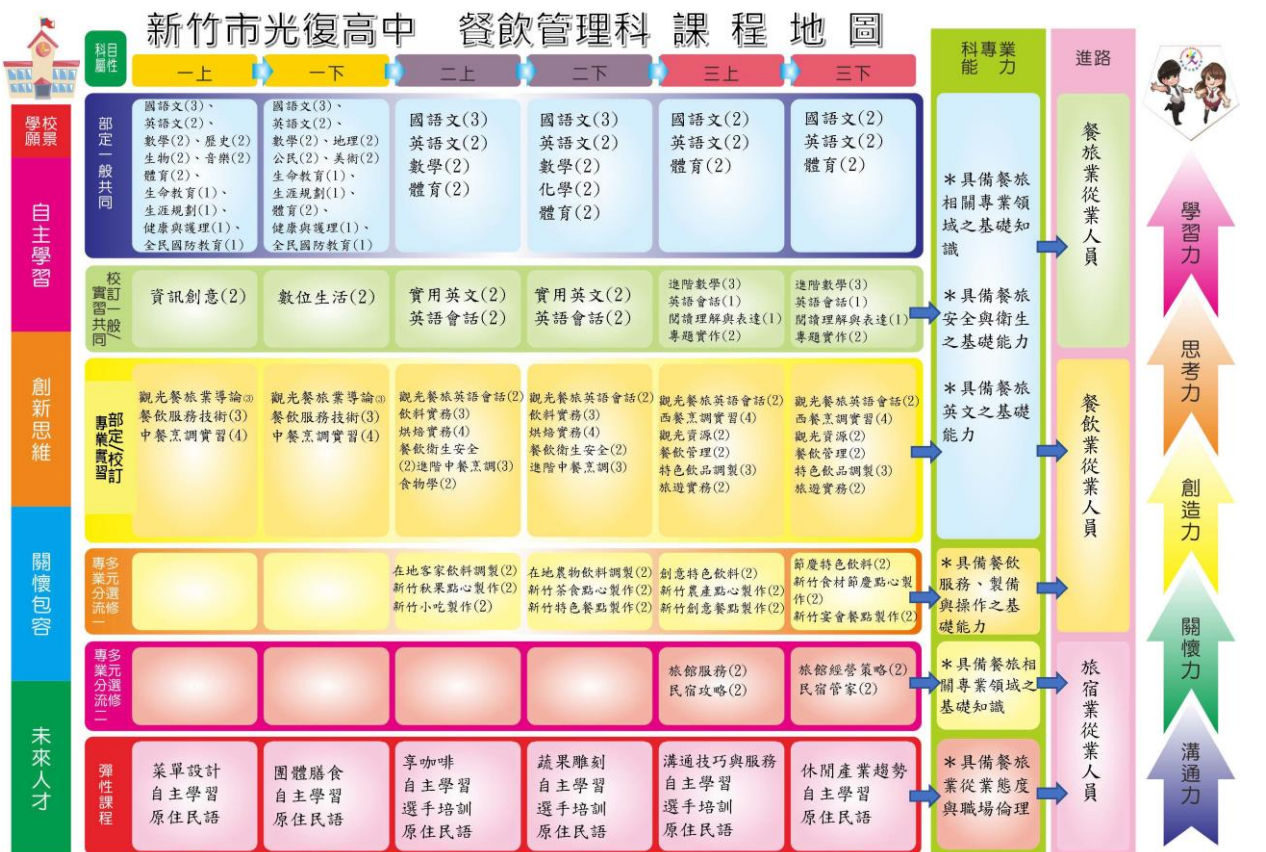 新竹市光復高中 餐飲管理科 課程地圖
科目
屬性
一上
一下
二上
二下
三上
三下
科專業
能力
進路
學校
願景
自主學習
創新思維
關懷包容
未來人才
部定一般共同
國語文(3)、
英語文(2)、
數學(2)、歷史(2)
生物(2)、音樂(2)
體育(2)、
生命教育(1)、
生涯規劃(1)、
健康與護理(1)、
全民國防教育(1)
國語文(3)、
英語文(2)、
數學(2)、地理(2)
公民(2)、美術(2)
生命教育(1)、
生涯規劃(1)、
體育(2)、
健康與護理(1)、
全民國防教育(1)
國語文(3)
英語文(2)
數學(2)
體育(2)
國語文(3)
英語文(2)
數學(2)
化學(2)
體育(2)
國語文(2)
英語文(2)
體育(2)
國語文(2)
英語文(2)
體育(2)
校訂一般/
實習共同
資訊創意(2)
數位生活(2)
實用英文(2)
英語會話(2)
實用英文(2)
英語會話(2)
進階數學(3)
英語會話(1)
閱讀理解與表達(1)
專題實作(2)
進階數學(3)
英語會話(1)
閱讀理解與表達(1)
專題實作(2)
部定/校訂
專業實習
觀光餐旅業導論(3)
餐飲服務技術(3)
中餐烹調實習(4)
觀光餐旅業導論(3)
餐飲服務技術(3)
中餐烹調實習(4)
觀光餐旅英語會話(2)
飲料實務(3)
烘焙實務(4)
餐飲衛生安全
(2)進階中餐烹調(3)
食物學(2)
觀光餐旅英語會話(2)
飲料實務(3)
烘焙實務(4)
餐飲衛生安全(2)
進階中餐烹調(3)
觀光餐旅英語會話(2)
西餐烹調實習(4)
觀光資源(2)
餐飲管理(2)
特色飲品調製(3)
旅遊實務(2)
觀光餐旅英語會話(2)
西餐烹調實習(4)
觀光資源(2)
餐飲管理(2)
特色飲品調製(3)
旅遊實務(2)
多元選修
專業分流一
在地客家飲料調製(2)
新竹秋果點心製作(2)
新竹小吃製作(2)
在地農物飲料調製(2)
新竹茶食點心製作(2)
新竹特色餐點製作(2)
創意特色飲料(2)
新竹農產點心製作(2)
新竹創意餐點製作(2)
節慶特色飲料(2)
新竹食材節慶點心製
作(2)
新竹宴會餐點製作(2)
多元選修
專業分流二
旅館服務(2)
民宿攻略(2)
旅館經營策略(2)
民宿管家(2)
彈性課程
菜單設計
自主學習
原住民語
團體膳食
自主學習
原住民語
享咖啡
自主學習
選手培訓
原住民語
蔬果雕刻
自主學習
選手培訓
原住民語
溝通技巧與服務
自主學習
選手培訓
原住民語
休閒產業趨勢
自主學習
原住民語
＊具備餐旅
相關專業領
域之基礎知
識
＊具備餐旅
安全與衛生
之基礎能力
＊具備餐旅
英文之基礎
能力
＊具備餐飲
服務、製備
與操作之基
礎能力
＊具備餐旅相
關專業領域之
基礎知識
＊具備餐旅
業從業態度
與職場倫理
餐旅業從業人員
餐飲業從業人員
旅宿業從業人員
學習力
思考力
創造力
關懷力
溝通力